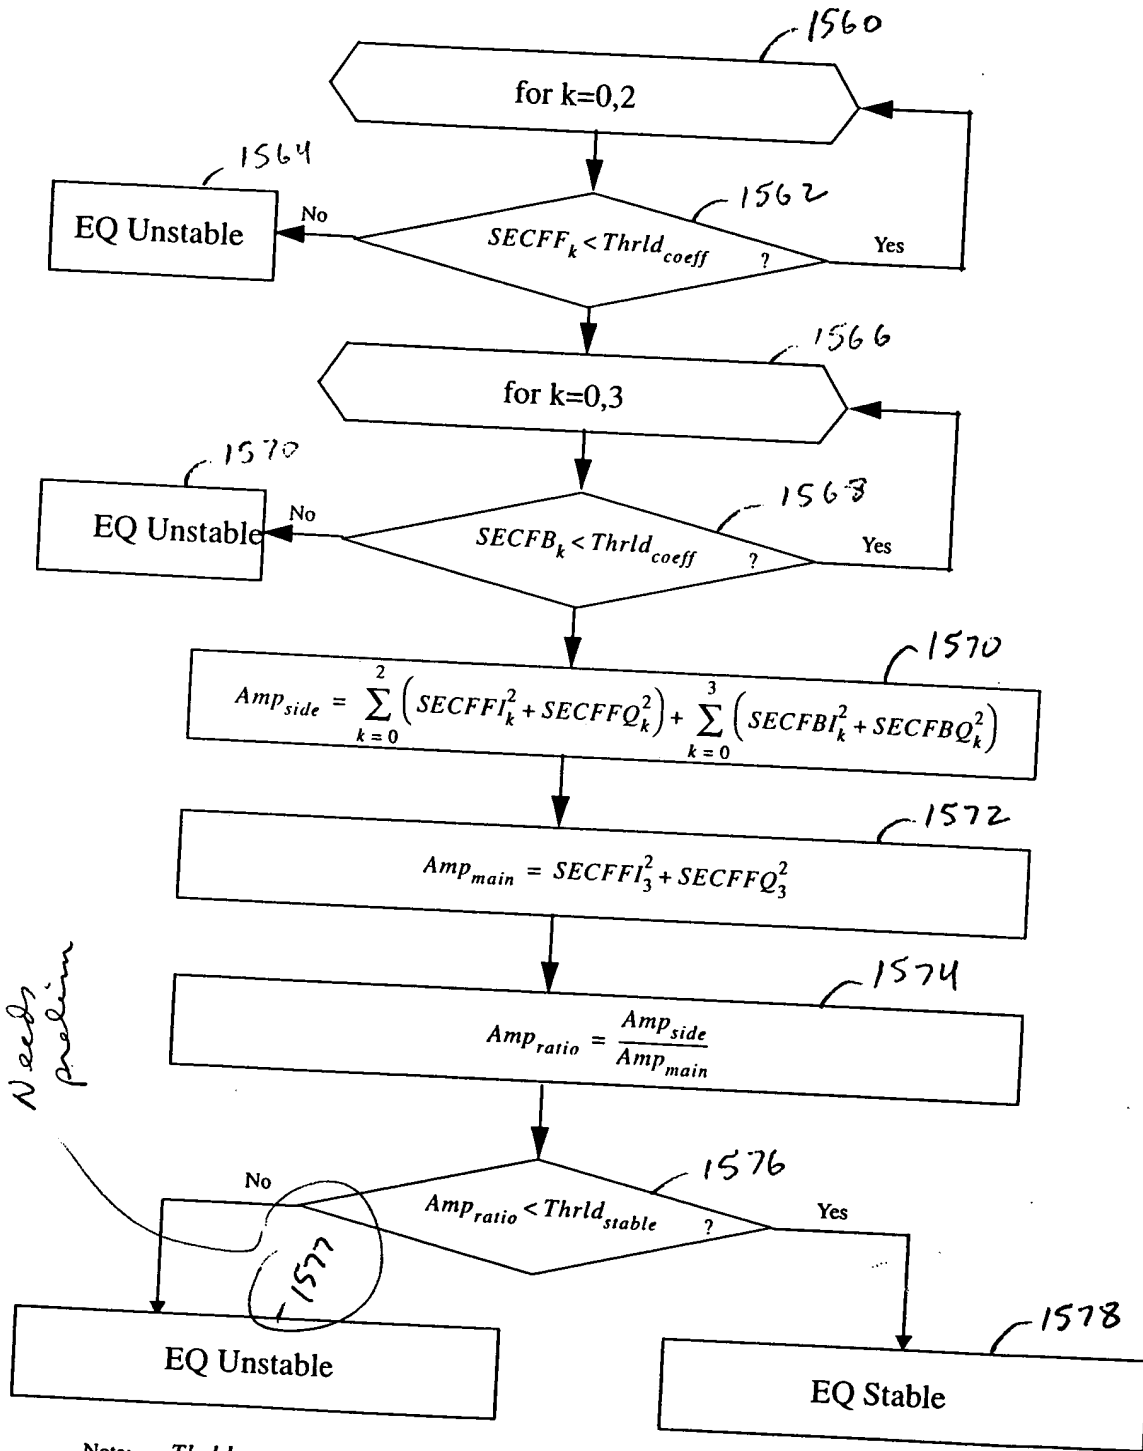 1560
for k=0,2
1564
EQ Unstable
No
1562
SECFF_k < Thrld_coeff ?
Yes
1566
for k=0,3
1570
EQ Unstable
No
1568
SECFB_k < Thrld_coeff ?
Yes
1570
Amp_side = \sum_{k=0}^{2} (SECFFI_k^2 + SECFFQ_k^2) + \sum_{k=0}^{3} (SECFBI_k^2 + SECFBQ_k^2)
1572
Amp_main = SECFFI_3^2 + SECFFQ_3^2
1574
Amp_ratio = Amp_side / Amp_main
Needs
prelim
1576
No
Amp_ratio < Thrld_stable ?
Yes
1577
EQ Unstable
1578
EQ Stable